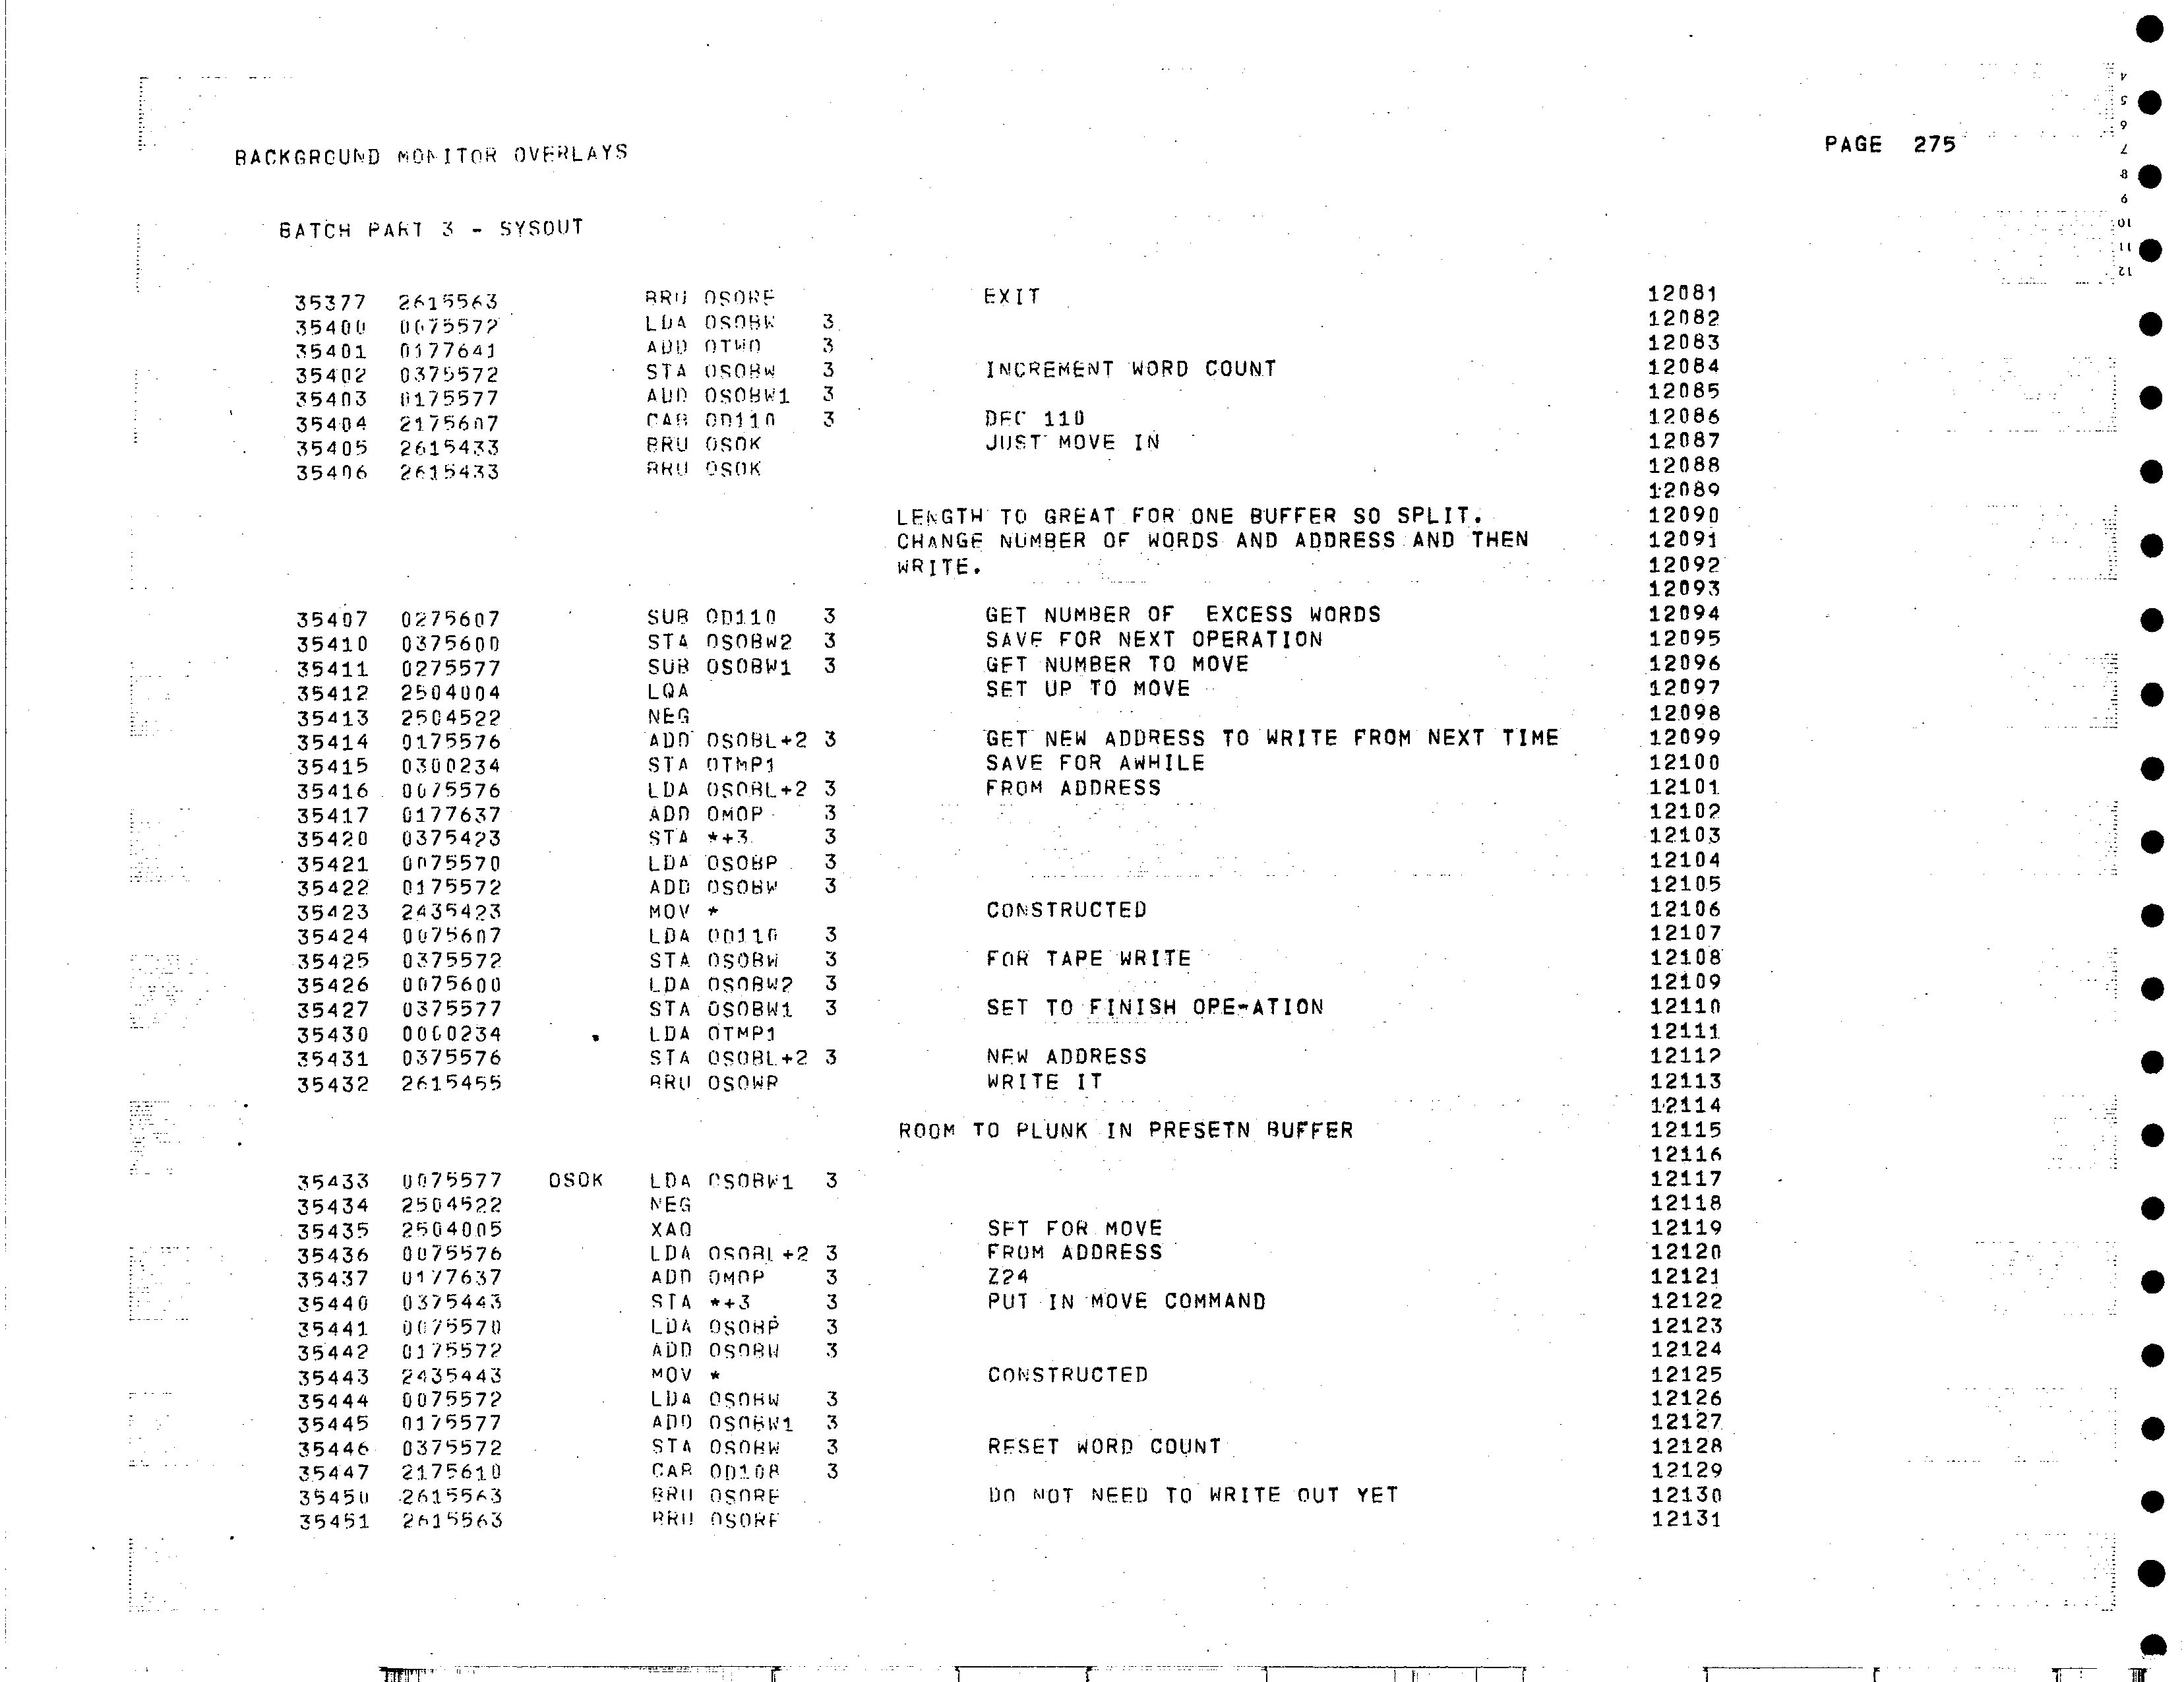 BACKGROUND MONITOR OVERLAYS PAGE 275
BATCH PART 3 - SYSOUT
35377 2615563 BRU OSORE EXIT 12081
35400 0075572 LDA OSOBW 3 12082
35401 0177641 ADD OTWO 3 12083
35402 0375572 STA OSOBW 3 INCREMENT WORD COUNT 12084
35403 0175577 ADD OSOBW1 3 12085
35404 2175607 CAB OD110 3 DEC 110 12086
35405 2615433 BRU OSOK JUST MOVE IN 12087
35406 2615433 BRU OSOK 12088
12089
LENGTH TO GREAT FOR ONE BUFFER SO SPLIT. 12090
CHANGE NUMBER OF WORDS AND ADDRESS AND THEN 12091
WRITE. 12092
12093
35407 0275607 SUB OD110 3 GET NUMBER OF EXCESS WORDS 12094
35410 0375600 STA OSOBW2 3 SAVE FOR NEXT OPERATION 12095
35411 0275577 SUB OSOBW1 3 GET NUMBER TO MOVE 12096
35412 2504004 LQA SET UP TO MOVE 12097
35413 2504522 NEG 12098
35414 0175576 ADD OSOBL+2 3 GET NEW ADDRESS TO WRITE FROM NEXT TIME 12099
35415 0300234 STA OTMP1 SAVE FOR AWHILE 12100
35416 0075576 LDA OSOBL+2 3 FROM ADDRESS 12101
35417 0177637 ADD OMOP 3 12102
35420 0375423 STA *+3 3 12103
35421 0075570 LDA OSOBP 3 12104
35422 0175572 ADD OSOBW 3 12105
35423 2435423 MOV * CONSTRUCTED 12106
35424 0075607 LDA OD110 3 12107
35425 0375572 STA OSOBW 3 FOR TAPE WRITE 12108
35426 0075600 LDA OSOBW2 3 12109
35427 0375577 STA OSOBW1 3 SET TO FINISH OPE-ATION 12110
35430 0000234 LDA OTMP1 12111
35431 0375576 STA OSOBL+2 3 NEW ADDRESS 12112
35432 2615455 BRU OSOWR WRITE IT 12113
12114
ROOM TO PLUNK IN PRESETN BUFFER 12115
12116
35433 0075577 OSOK LDA OSOBW1 3 12117
35434 2504522 NEG 12118
35435 2504005 XAQ SET FOR MOVE 12119
35436 0075576 LDA OSOBL+2 3 FROM ADDRESS 12120
35437 0177637 ADD OMOP 3 Z24 12121
35440 0375443 STA *+3 3 PUT IN MOVE COMMAND 12122
35441 0075570 LDA OSOBP 3 12123
35442 0175572 ADD OSOBW 3 12124
35443 2435443 MOV * CONSTRUCTED 12125
35444 0075572 LDA OSOBW 3 12126
35445 0175577 ADD OSOBW1 3 12127
35446 0375572 STA OSOBW 3 RESET WORD COUNT 12128
35447 2175610 CAB OD108 3 12129
35450 2615563 BRU OSORE DO NOT NEED TO WRITE OUT YET 12130
35451 2615563 BRU OSORE 12131
4
5
6
7
8
9
10
11
12